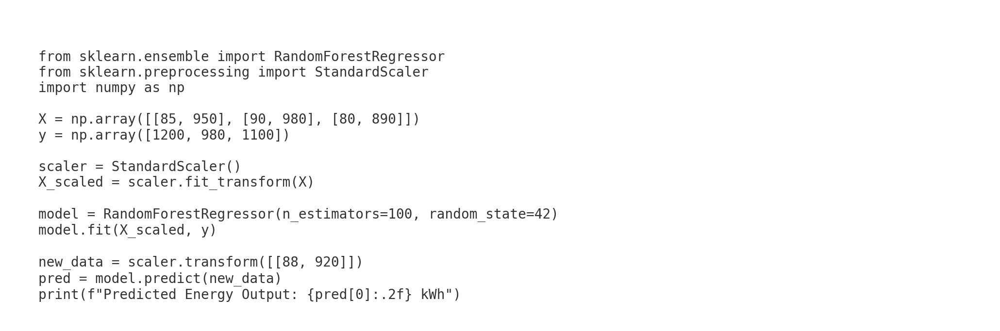 from sklearn.ensemble import RandomForestRegressor
from sklearn.preprocessing import StandardScaler
import numpy as np
X = np.array([[85, 950], [90, 980], [80, 890]])
y = np.array([1200, 980, 1100])
scaler = StandardScaler()
X_scaled = scaler.fit_transform(X)
model = RandomForestRegressor(n_estimators=100, random_state=42)
model.fit(X_scaled, y)
new_data = scaler.transform([[88, 920]])
pred = model.predict(new_data)
print(f"Predicted Energy Output: {pred[0]:.2f} kWh")